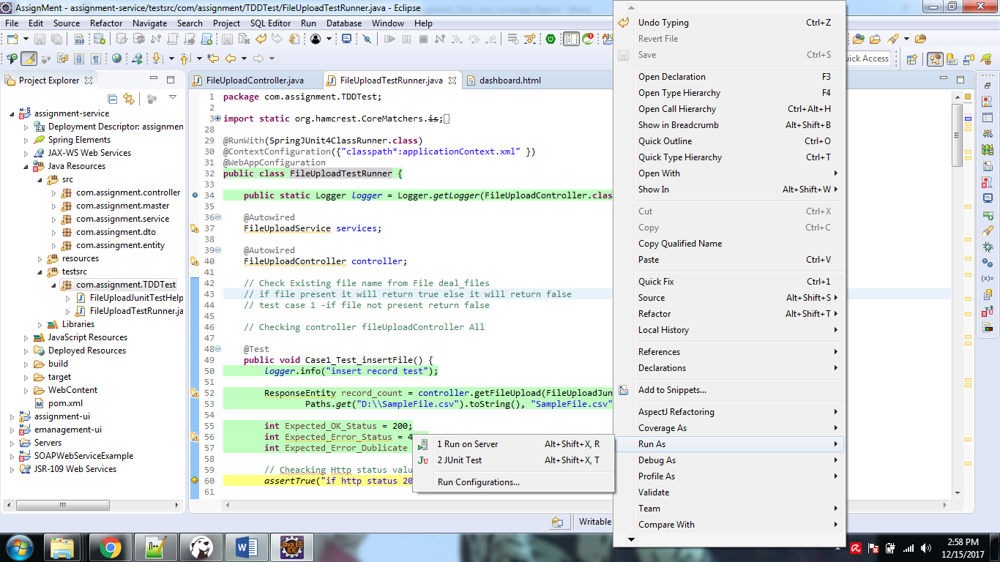 AssignMent - assignment-service/testsrc/com/assignment/TDDTest/FileUploadTestRunner.java - Eclipse
File Edit Source Refactor Navigate Search Project SQL Editor Run Database Window Help
Quick Access
Project Explorer
assignment-service
Deployment Descriptor: assignmen
Spring Elements
JAX-WS Web Services
Java Resources
src
com.assignment.controller
com.assignment.master
com.assignment.service
com.assingment.dto
com.assingment.entity
resources
testsrc
com.assignment.TDDTest
FileUploadJunitTestHelp
FileUploadTestRunner.ja
Libraries
JavaScript Resources
Deployed Resources
build
target
WebContent
pom.xml
assignment-ui
emanagement-ui
Servers
SOAPWebServiceExample
JSR-109 Web Services
FileUploadController.java FileUploadTestRunner.java dashboard.html
1 package com.assignment.TDDTest;
2
3 import static org.hamcrest.CoreMatchers.is;
28
29 @RunWith(SpringJUnit4ClassRunner.class)
30 @ContextConfiguration({"classpath*:applicationContext.xml" })
31 @WebAppConfiguration
32 public class FileUploadTestRunner {
33
34 public static Logger logger = Logger.getLogger(FileUploadController.clas
35
36 @Autowired
37 FileUploadService services;
38
39 @Autowired
40 FileUploadController controller;
41
42 // Check Existing file name from File deal_files
43 // if file present it will return true else it will return false
44 // test case 1 -if file not present return false
45
46 // Checking controller fileUploadController All
47
48 @Test
49 public void Case1_Test_insertFile() {
50 logger.info("insert record test");
51
52 ResponseEntity record_count = controller.getFileUpload(FileUploadJun
53 Paths.get("D:\\SampleFile.csv").toString(), "SampleFile.csv"
54
55 int Expected_OK_Status = 200;
56 int Expected_Error_Status = 4
57 int Expected_Error_Dublicate
58
59 // Cheacking Http status valu
60 assertTrue("if http status 20
61
Writable
Undo Typing Ctrl+Z
Revert File
Save Ctrl+S
Open Declaration F3
Open Type Hierarchy F4
Open Call Hierarchy Ctrl+Alt+H
Show in Breadcrumb Alt+Shift+B
Quick Outline Ctrl+O
Quick Type Hierarchy Ctrl+T
Open With
Show In Alt+Shift+W
Cut Ctrl+X
Copy Ctrl+C
Copy Qualified Name
Paste Ctrl+V
Quick Fix Ctrl+1
Source Alt+Shift+S
Refactor Alt+Shift+T
Local History
References
Declarations
Add to Snippets...
AspectJ Refactoring
Coverage As
Run As
Debug As
Profile As
Validate
Team
Compare With
1 Run on Server Alt+Shift+X, R
2 JUnit Test Alt+Shift+X, T
Run Configurations...
Java EE
IDE
2:58 PM
12/15/2017